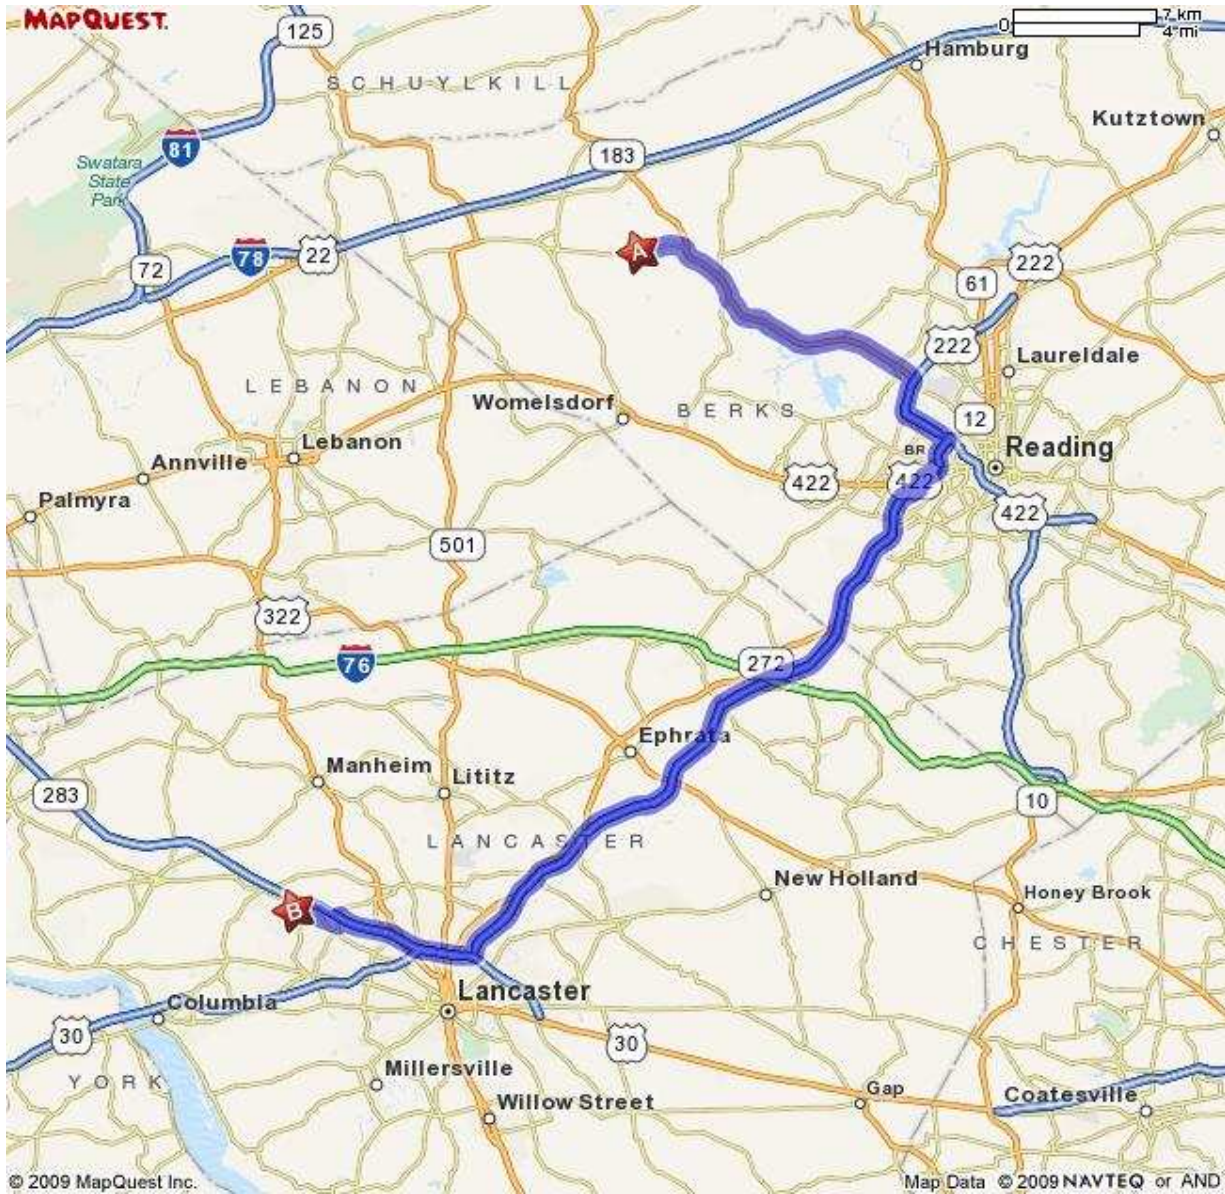 MAPQUEST.
0
7 km
4 mi
125
Hamburg
SCHUYLKILL
Kutztown
81
183
Swatara
State
Park
78
22
72
A
222
61
222
Laureldale
LEBANON
Womelsdorf
BERKS
12
Lebanon
BR
Reading
Annville
422
422
Palmyra
422
501
322
76
272
Ephrata
Manheim
Lititz
283
10
LANCASTER
New Holland
Honey Brook
B
CHESTER
Columbia
Lancaster
30
30
YORK
Millersville
Gap
Coatesville
Willow Street
© 2009 MapQuest Inc.
Map Data © 2009 NAVTEQ or AND